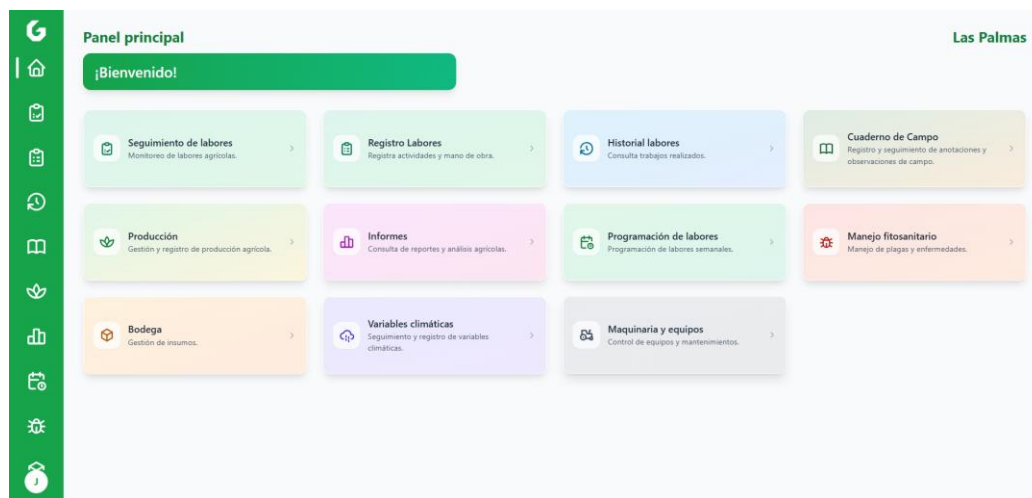 G
Panel principal
Las Palmas
¡Bienvenido!
Seguimiento de labores
Monitoreo de labores agrícolas.
Registro Labores
Registra actividades y mano de obra.
Historial labores
Consulta trabajos realizados.
Cuaderno de Campo
Registro y seguimiento de anotaciones y
observaciones de campo.
Producción
Gestión y registro de producción agrícola.
Informes
Consulta de reportes y análisis agrícolas.
Programación de labores
Programación de labores semanales.
Manejo fitosanitario
Manejo de plagas y enfermedades.
Bodega
Gestión de insumos.
Variables climáticas
Seguimiento y registro de variables
climáticas.
Maquinaria y equipos
Control de equipos y mantenimientos.
J